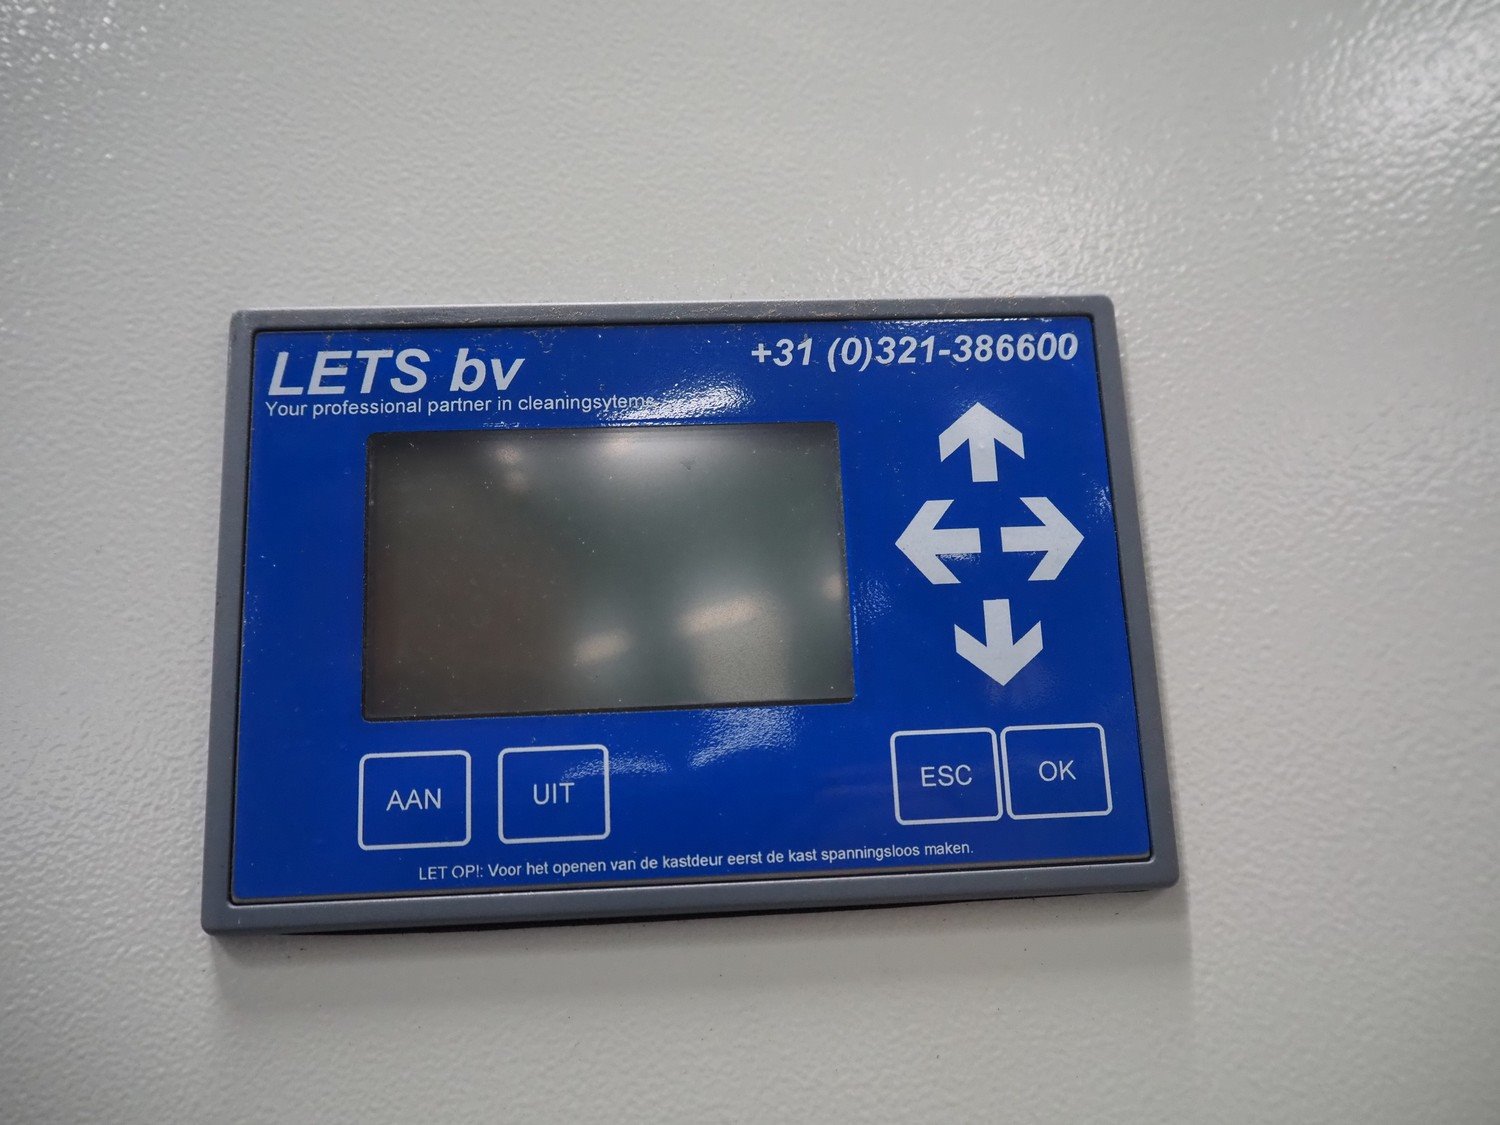 LETS bv
+31 (0)321-386600
Your professional partner in cleaningsytems
AAN
UIT
ESC
OK
LET OP!: Voor het openen van de kastdeur eerst de kast spanningsloos maken.